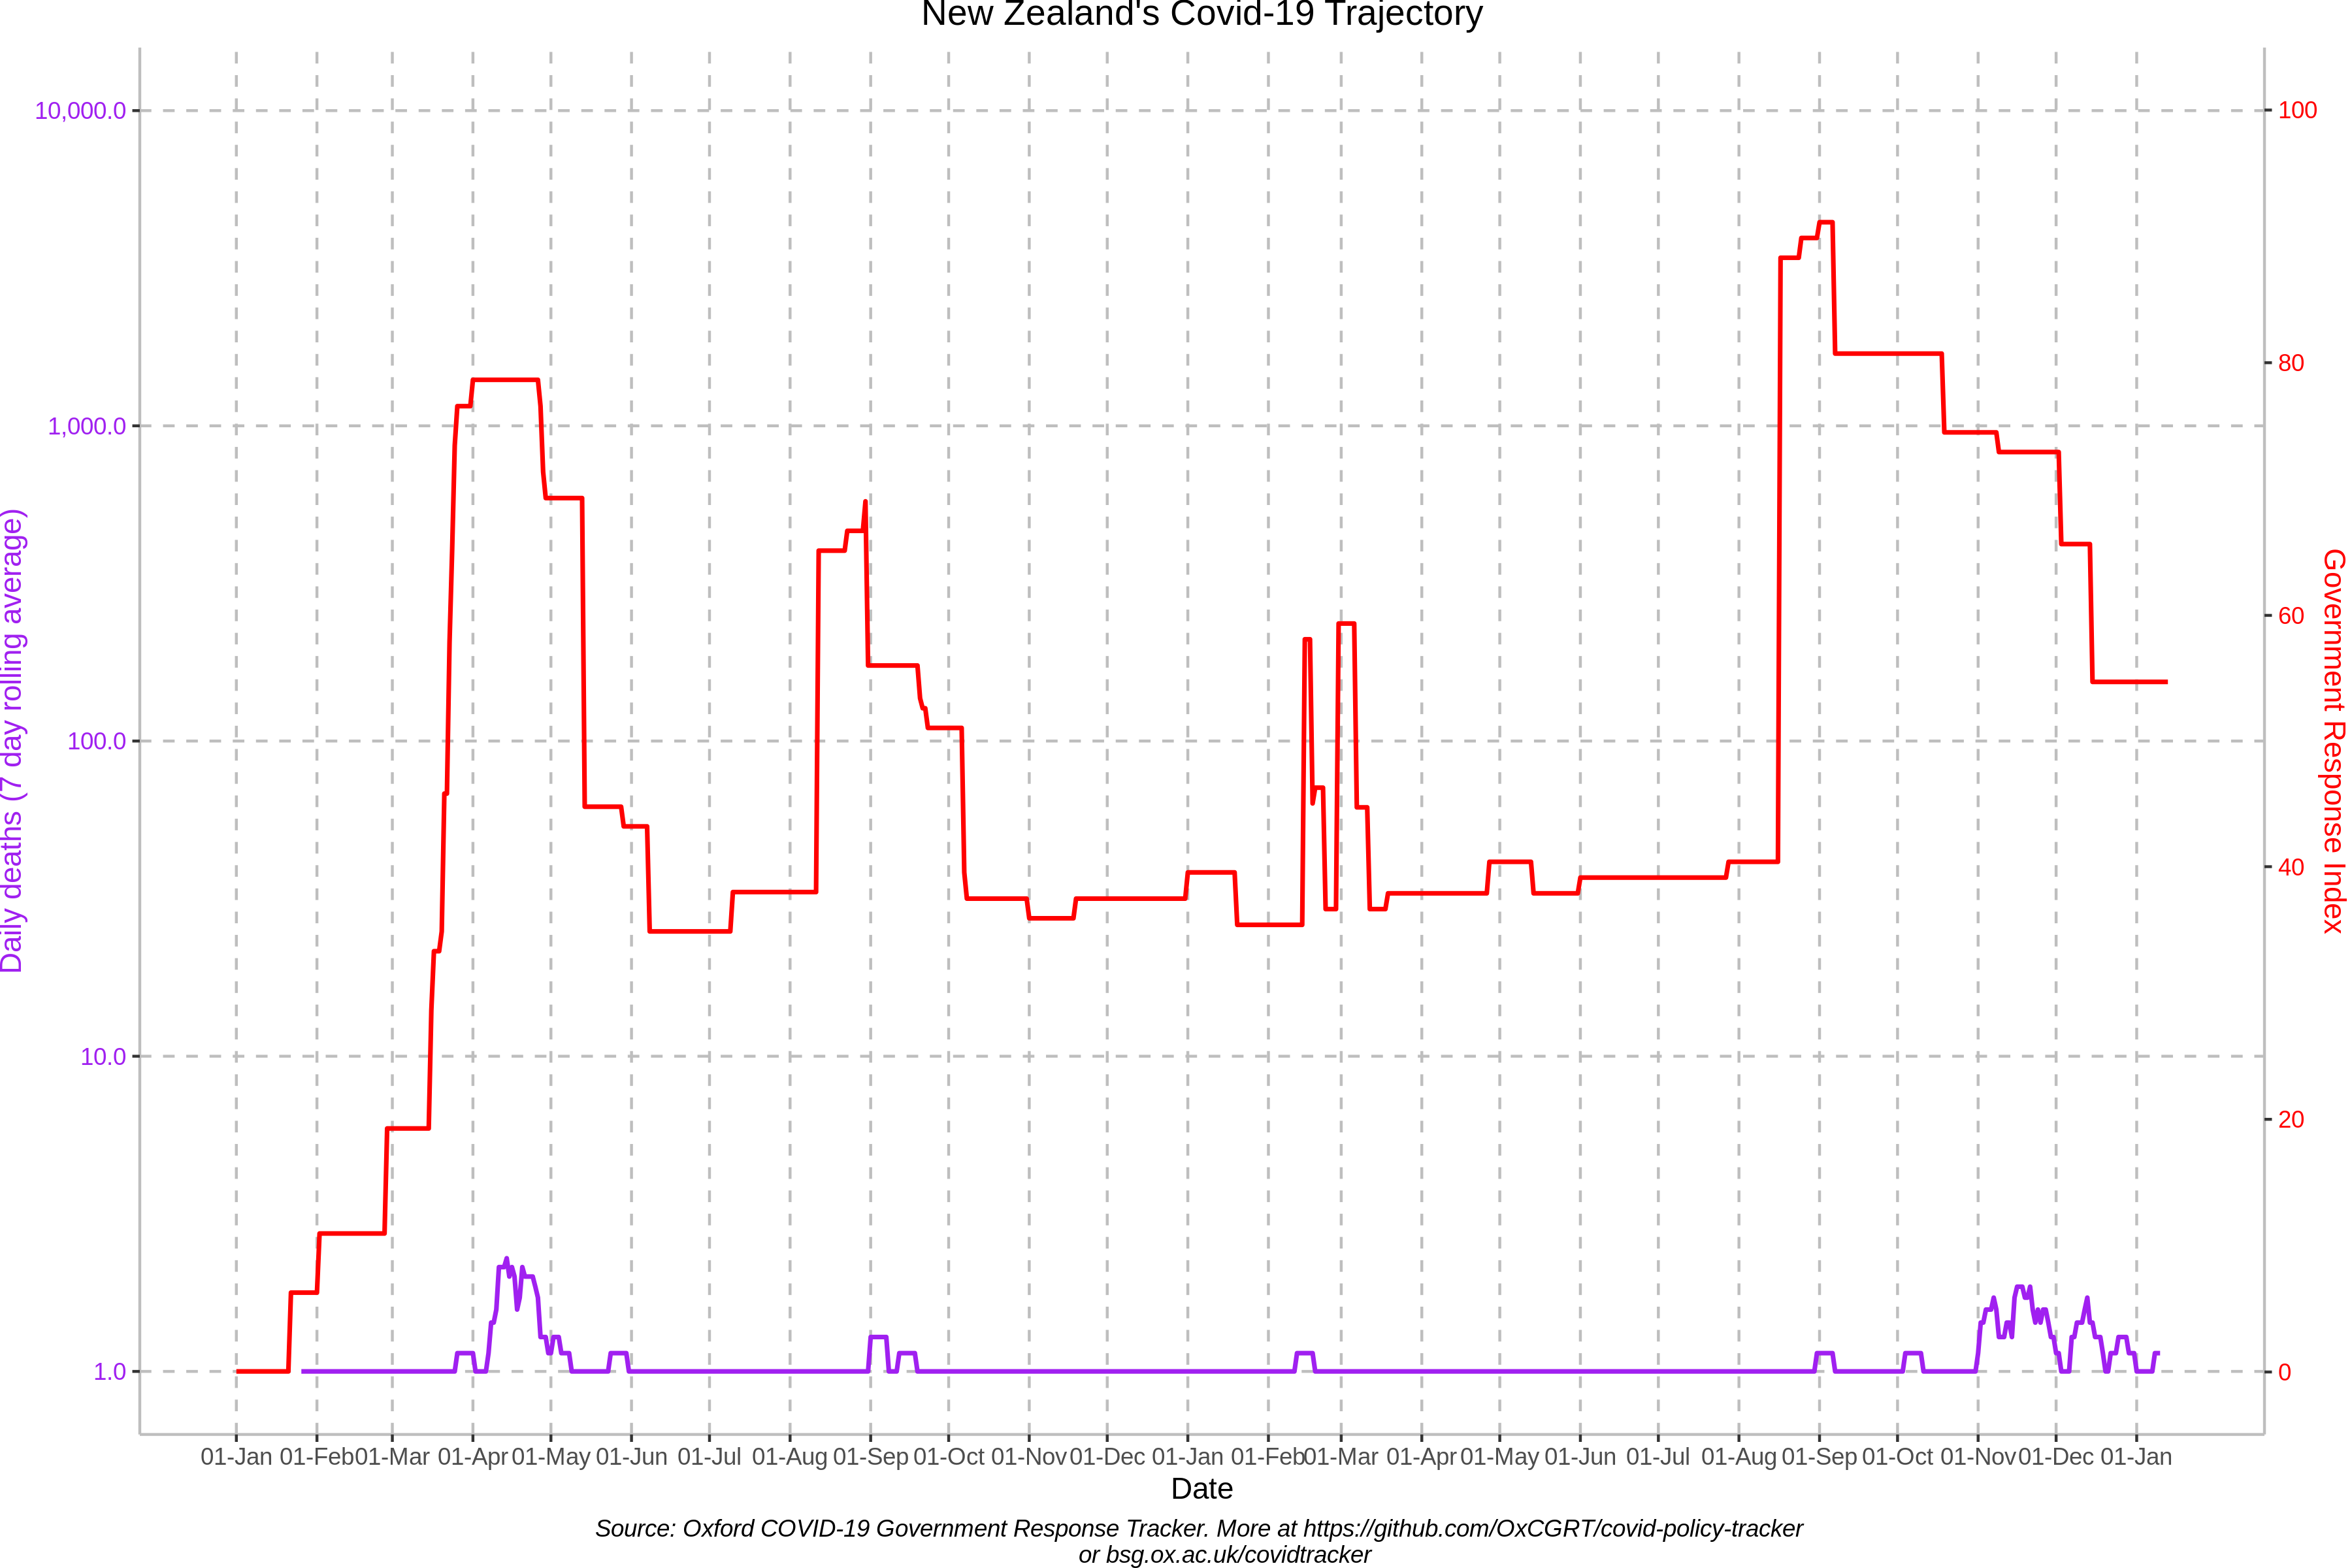 New Zealand's Covid-19 Trajectory
10,000.0
1,000.0
100.0
10.0
1.0
Daily deaths (7 day rolling average)
100
80
60
40
20
0
Government Response Index
01-Jan 01-Feb 01-Mar 01-Apr 01-May 01-Jun 01-Jul 01-Aug 01-Sep 01-Oct 01-Nov 01-Dec 01-Jan 01-Feb 01-Mar 01-Apr 01-May 01-Jun 01-Jul 01-Aug 01-Sep 01-Oct 01-Nov 01-Dec 01-Jan
Date
Source: Oxford COVID-19 Government Response Tracker. More at https://github.com/OxCGRT/covid-policy-tracker
or bsg.ox.ac.uk/covidtracker